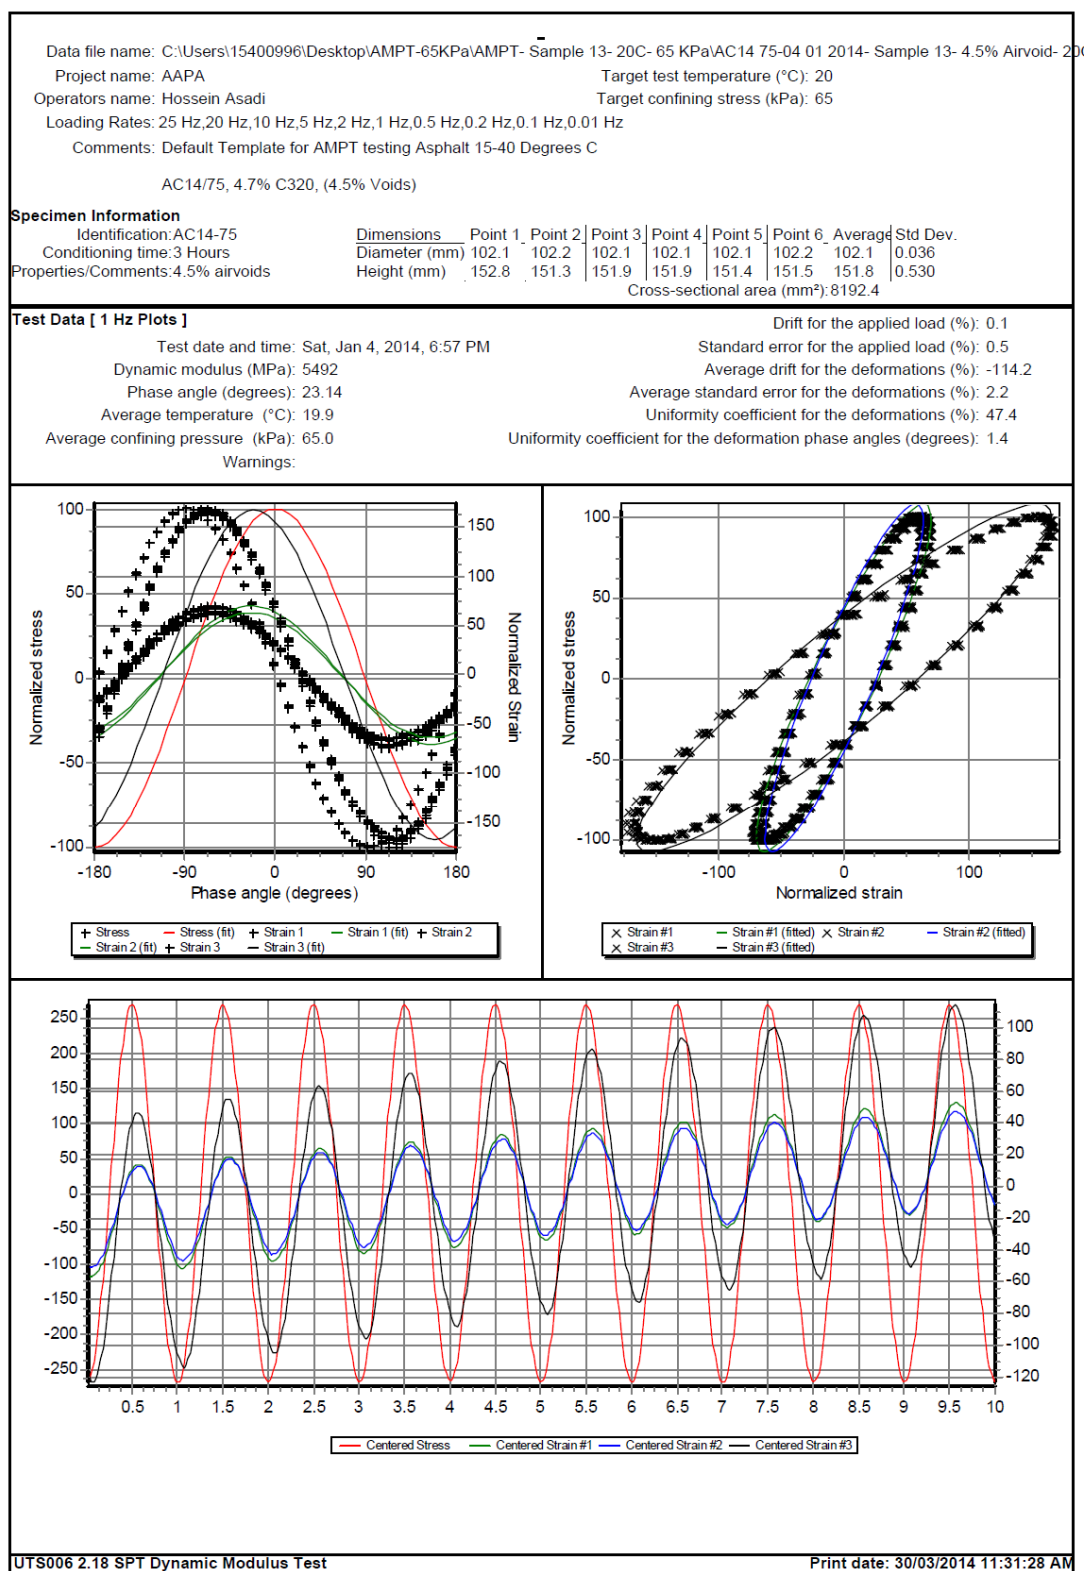 Data file name: C:\Users\15400996\Desktop\AMPT-65KPa\AMPT- Sample 13- 20C- 65 KPa\AC14 75-04 01 2014- Sample 13- 4.5% Airvoid- 20C
Project name: AAPA Target test temperature (°C): 20
Operators name: Hossein Asadi Target confining stress (kPa): 65
Loading Rates: 25 Hz,20 Hz,10 Hz,5 Hz,2 Hz,1 Hz,0.5 Hz,0.2 Hz,0.1 Hz,0.01 Hz
Comments: Default Template for AMPT testing Asphalt 15-40 Degrees C
AC14/75, 4.7% C320, (4.5% Voids)
Specimen Information
Identification: AC14-75 Dimensions Point 1 Point 2 Point 3 Point 4 Point 5 Point 6 Average Std Dev.
Conditioning time: 3 Hours Diameter (mm) 102.1 102.2 102.1 102.1 102.1 102.2 102.1 0.036
Properties/Comments: 4.5% airvoids Height (mm) 152.8 151.3 151.9 151.9 151.4 151.5 151.8 0.530
Cross-sectional area (mm²): 8192.4
Test Data [ 1 Hz Plots ] Drift for the applied load (%): 0.1
Test date and time: Sat, Jan 4, 2014, 6:57 PM Standard error for the applied load (%): 0.5
Dynamic modulus (MPa): 5492 Average drift for the deformations (%): -114.2
Phase angle (degrees): 23.14 Average standard error for the deformations (%): 2.2
Average temperature (°C): 19.9 Uniformity coefficient for the deformations (%): 47.4
Average confining pressure (kPa): 65.0 Uniformity coefficient for the deformation phase angles (degrees): 1.4
Warnings:
Normalized stress
100
50
0
-50
-100
150
100
50
0
-50
-100
-150
Normalized Strain
-180 -90 0 90 180
Phase angle (degrees)
Stress Stress (fit) Strain 1 Strain 1 (fit) Strain 2
Strain 2 (fit) Strain 3 Strain 3 (fit)
Normalized stress
100
50
0
-50
-100
-100 0 100
Normalized strain
Strain #1 Strain #1 (fitted) Strain #2 Strain #2 (fitted)
Strain #3 Strain #3 (fitted)
250
200
150
100
50
0
-50
-100
-150
-200
-250
100
80
60
40
20
0
-20
-40
-60
-80
-100
-120
0.5 1 1.5 2 2.5 3 3.5 4 4.5 5 5.5 6 6.5 7 7.5 8 8.5 9 9.5 10
Centered Stress Centered Strain #1 Centered Strain #2 Centered Strain #3
UTS006 2.18 SPT Dynamic Modulus Test Print date: 30/03/2014 11:31:28 AM